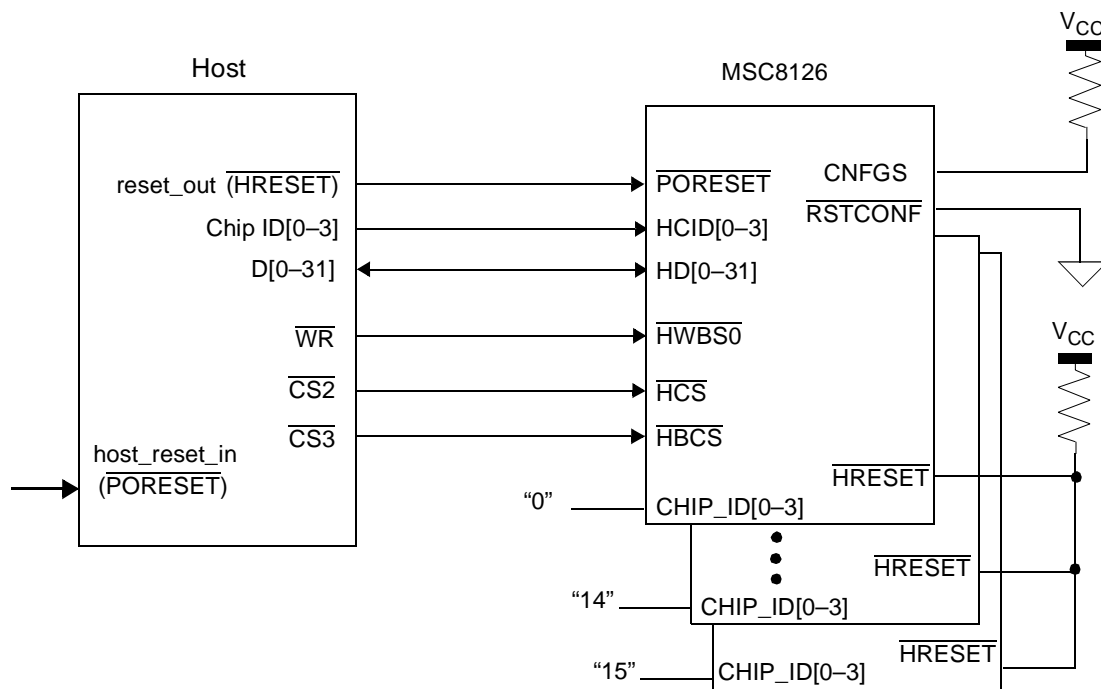 V_CC
Host
MSC8126
reset_out (HRESET)
PORESET
CNFGS
RSTCONF
Chip ID[0–3]
HCID[0–3]
D[0–31]
HD[0–31]
V_CC
WR
HWBS0
CS2
HCS
CS3
HBCS
host_reset_in
(PORESET)
HRESET
“0”
CHIP_ID[0–3]
HRESET
“14”
CHIP_ID[0–3]
HRESET
“15”
CHIP_ID[0–3]